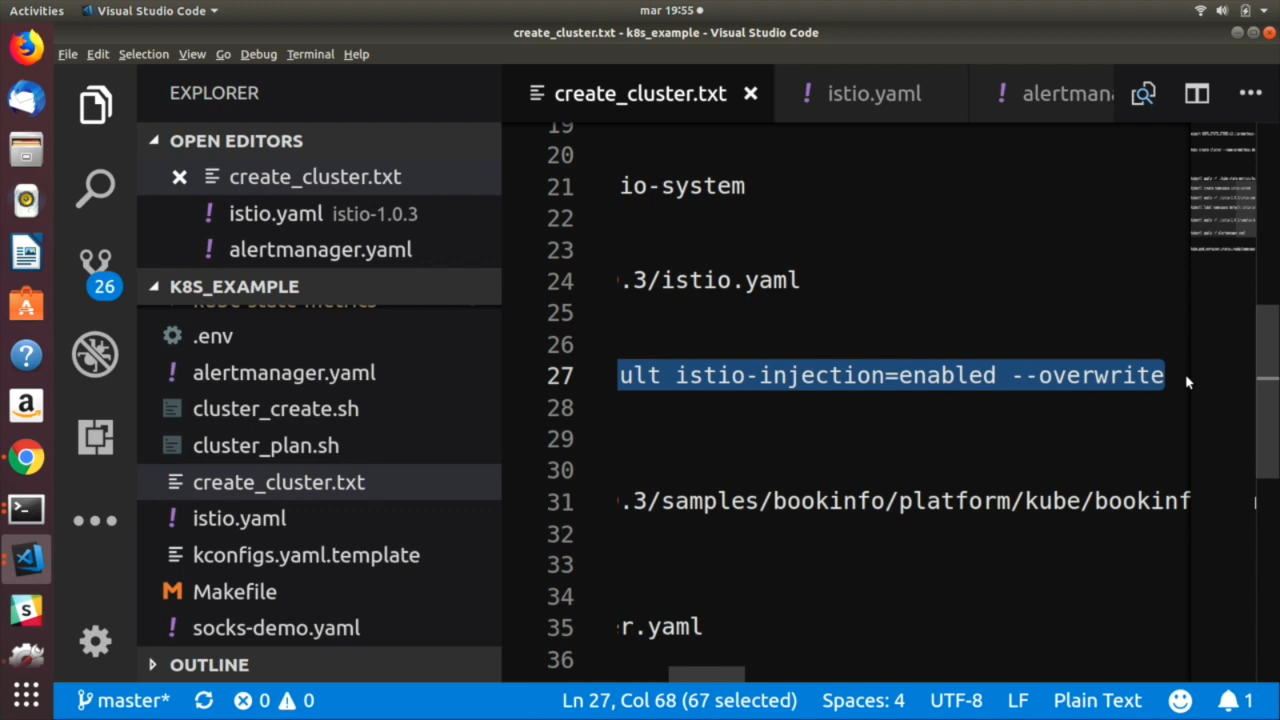 Activities
Visual Studio Code
mar 19:55
create_cluster.txt - k8s_example - Visual Studio Code
File Edit Selection View Go Debug Terminal Help
EXPLORER
create_cluster.txt
istio.yaml
OPEN EDITORS
create_cluster.txt
istio.yaml istio-1.0.3
alertmanager.yaml
26
K8S_EXAMPLE
.env
alertmanager.yaml
cluster_create.sh
cluster_plan.sh
create_cluster.txt
istio.yaml
kconfigs.yaml.template
Makefile
socks-demo.yaml
OUTLINE
19
20
21 io-system
22
23
24 .3/istio.yaml
25
26
27 ult istio-injection=enabled --overwrite
28
29
30
31 .3/samples/bookinfo/platform/kube/bookinf
32
33
34
35 r.yaml
36
master* 0 0 Ln 27, Col 68 (67 selected) Spaces: 4 UTF-8 LF Plain Text 1